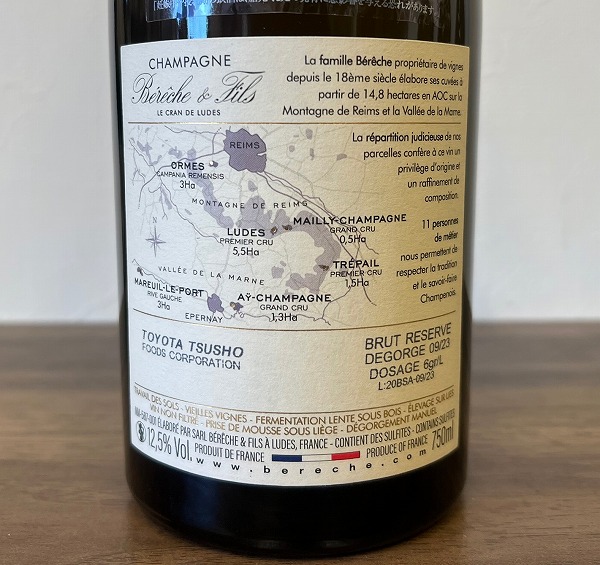 CHAMPAGNE
Bérêche & Fils
LE CRAN DE LUDES
La famille Bérêche propriétaire de vignes
depuis le 18ème siècle élabore ses cuvées à
partir de 14,8 hectares en AOC sur la
Montagne de Reims et la Vallée de la Marne.
La répartition judicieuse de nos
parcelles confère à ce vin un
privilège d'origine et
un raffinement de
composition.
11 personnes
de métier
nous permettent de
respecter la tradition
et le savoir-faire
Champenois.
REIMS
ORMES
CAMPANIA REMENSIS
3Ha
MONTAGNE DE REIMS
MAILLY-CHAMPAGNE
GRAND CRU
0,5Ha
LUDES
PREMIER CRU
5,5Ha
TRÉPAIL
PREMIER CRU
1,5Ha
VALLÉE DE LA MARNE
MAREUIL-LE-PORT
RIVE GAUCHE
3Ha
AŸ-CHAMPAGNE
GRAND CRU
1,3Ha
EPERNAY
TOYOTA TSUSHO
FOODS CORPORATION
BRUT RESERVE
DEGORGE 09/23
DOSAGE 6gr/L
L:20BSA-09/23
TRAVAIL DES SOLS - VIEILLES VIGNES - FERMENTATION LENTE SOUS BOIS - ÉLEVAGE SUR LIES
VIN NON FILTRÉ - PRISE DE MOUSSE SOUS LIÈGE - DÉGORGEMENT MANUEL
ÉLABORÉ PAR SARL BÉRÊCHE & FILS À LUDES, FRANCE - CONTIENT DES SULFITES - CONTAINS SULFITES
12,5% Vol. PRODUIT DE FRANCE PRODUCE OF FRANCE 750ml
www.bereche.com